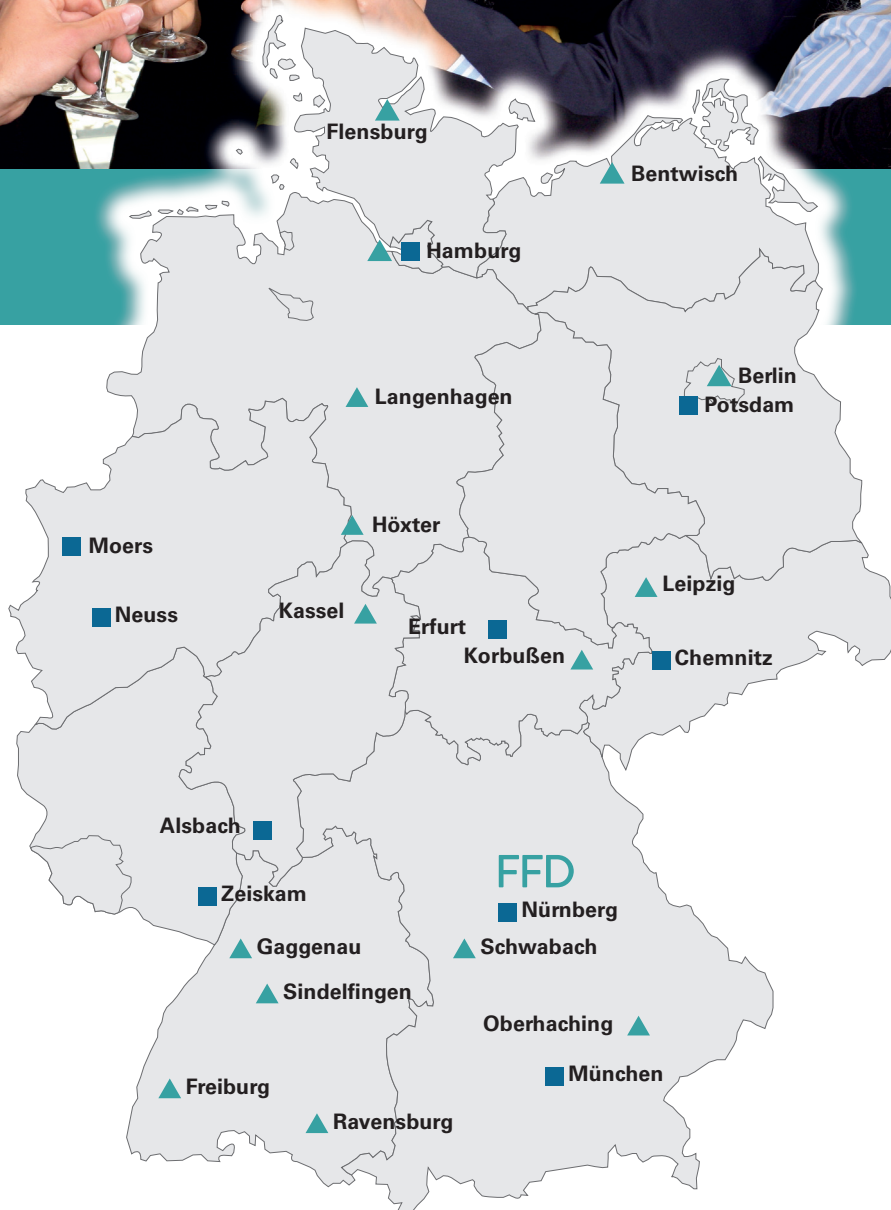 Flensburg
Bentwisch
Hamburg
Berlin
Langenhagen
Potsdam
Höxter
Moers
Leipzig
Kassel
Neuss
Erfurt
Korbußen
Chemnitz
Alsbach
FFD
Zeiskam
Nürnberg
Gaggenau
Schwabach
Sindelfingen
Oberhaching
München
Freiburg
Ravensburg